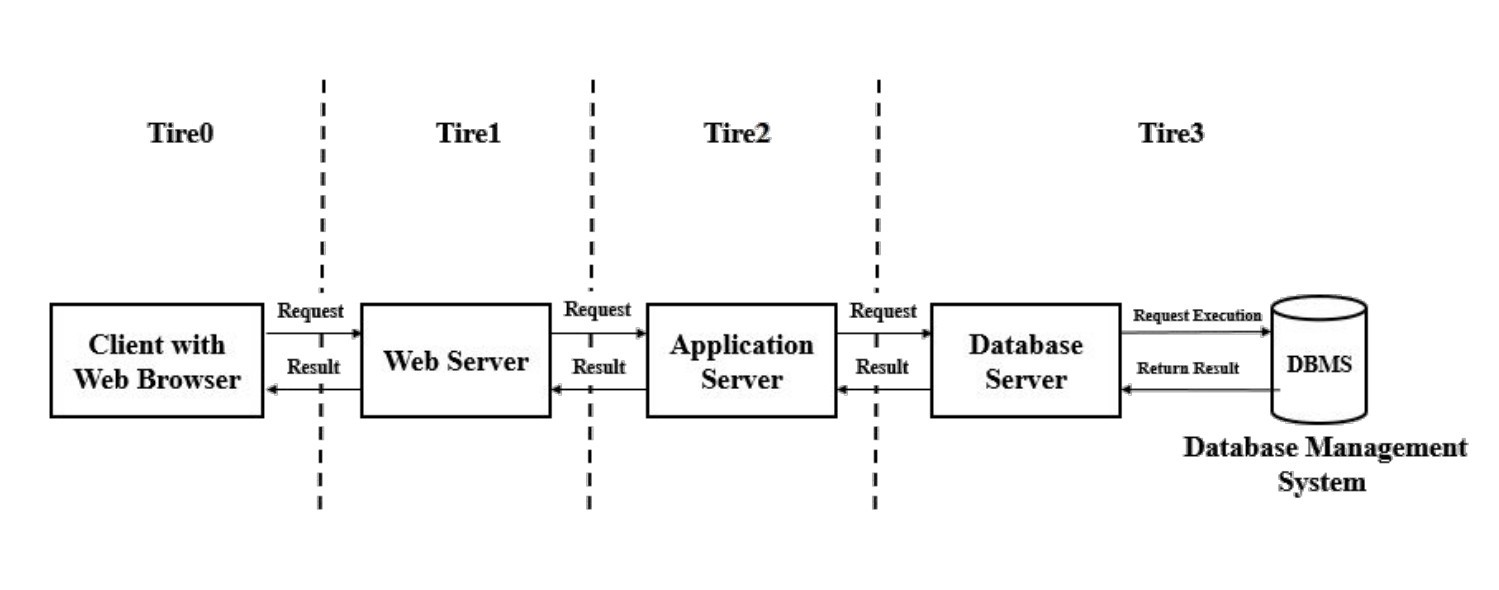 Tire0
Tire1
Tire2
Tire3
Client with
Web Browser
Request
Result
Web Server
Request
Result
Application
Server
Request
Result
Database
Server
Request Execution
Return Result
DBMS
Database Management
System